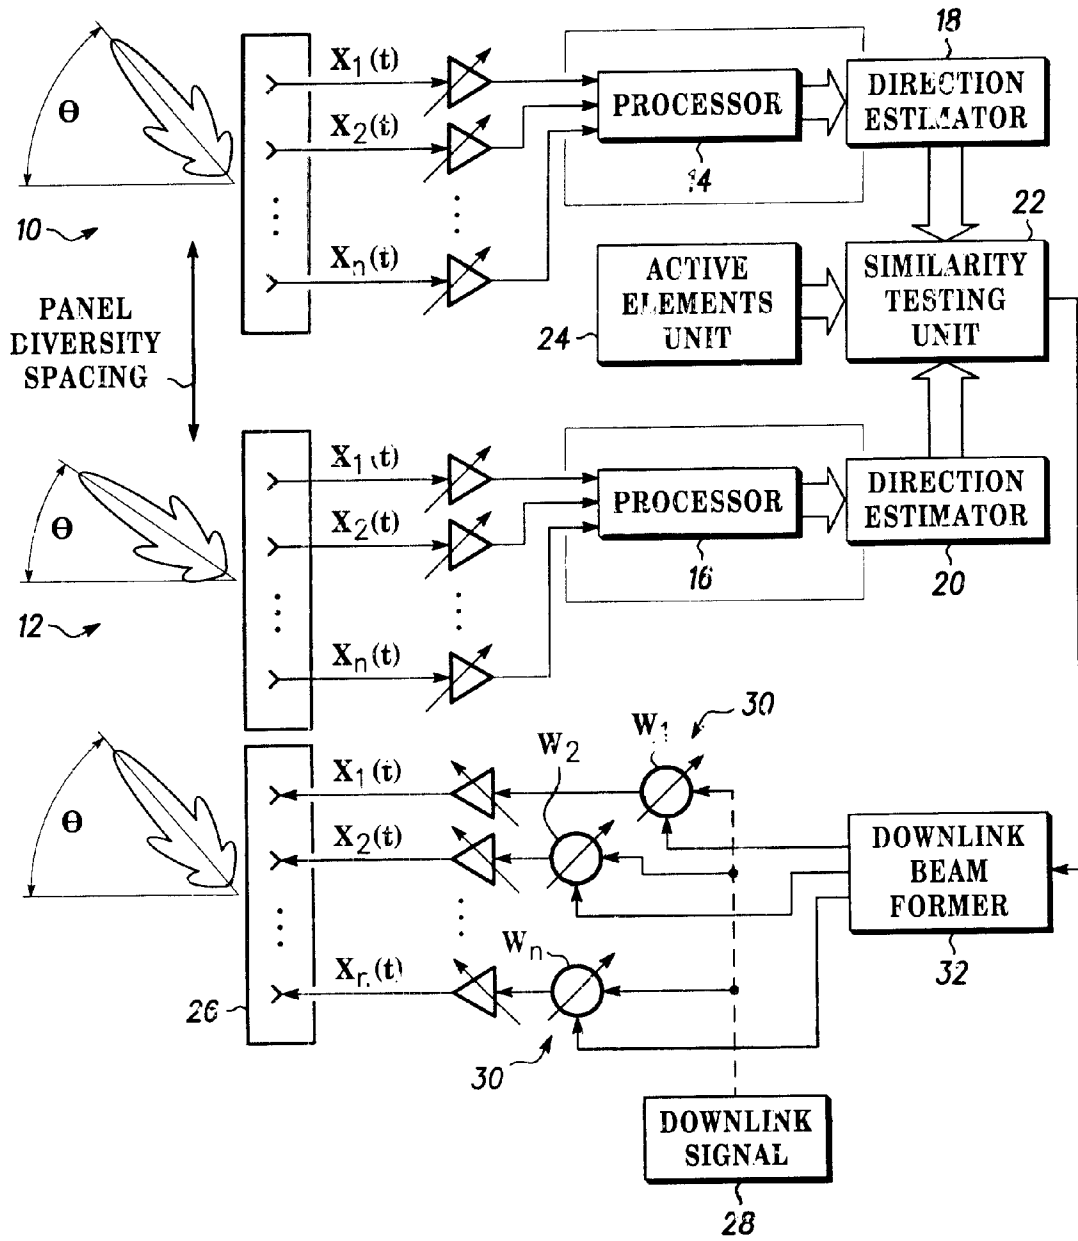 18
X1(t)
DIRECTION
ESTIMATOR
PROCESSOR
θ
X2(t)
14
22
10
Xn(t)
ACTIVE
ELEMENTS
UNIT
SIMILARITY
TESTING
UNIT
24
PANEL
DIVERSITY
SPACING
X1(t)
DIRECTION
ESTIMATOR
PROCESSOR
θ
X2(t)
16
20
12
Xn(t)
30
W1
W2
X1(t)
θ
X2(t)
DOWNLINK
BEAM
FORMER
Wn
32
X(t)
26
30
DOWNLINK
SIGNAL
28